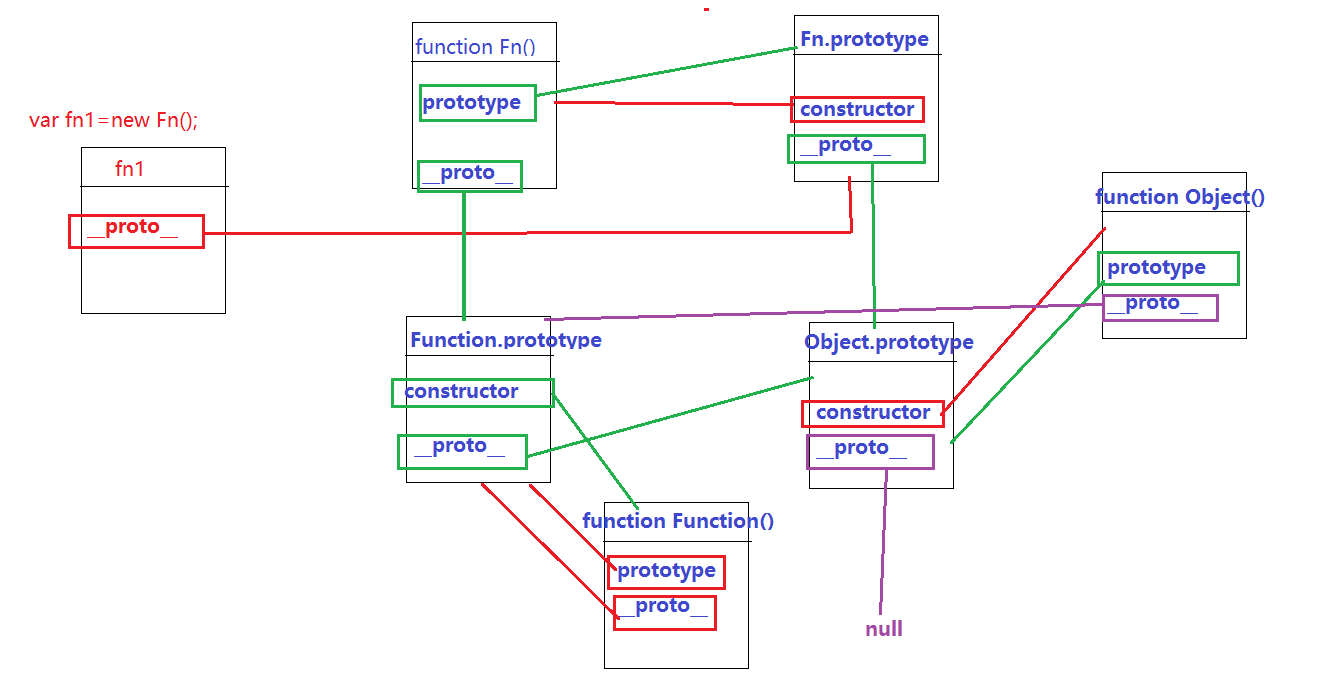 function Fn()
prototype
__proto__
Fn.prototype
constructor
__proto__
var fn1=new Fn();
fn1
__proto__
function Object()
prototype
__proto__
Function.prototype
constructor
__proto__
Object.prototype
constructor
__proto__
function Function()
prototype
__proto__
null